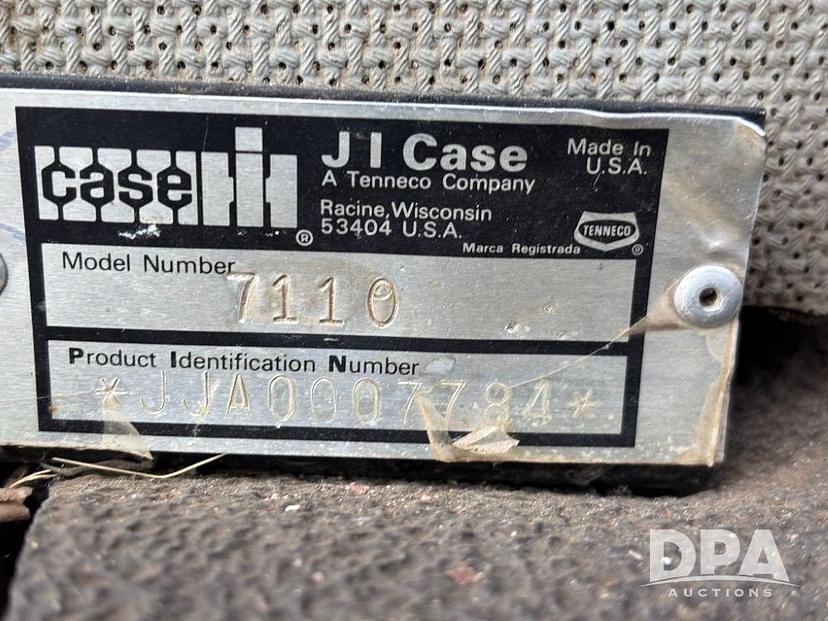 case IH ®
J I Case
A Tenneco Company
Racine, Wisconsin
53404 U.S.A.
Made In
U.S.A.
TENNECO
Marca Registrada ®
Model Number
7110
Product Identification Number
*JJA0007784*
DPA
AUCTIONS